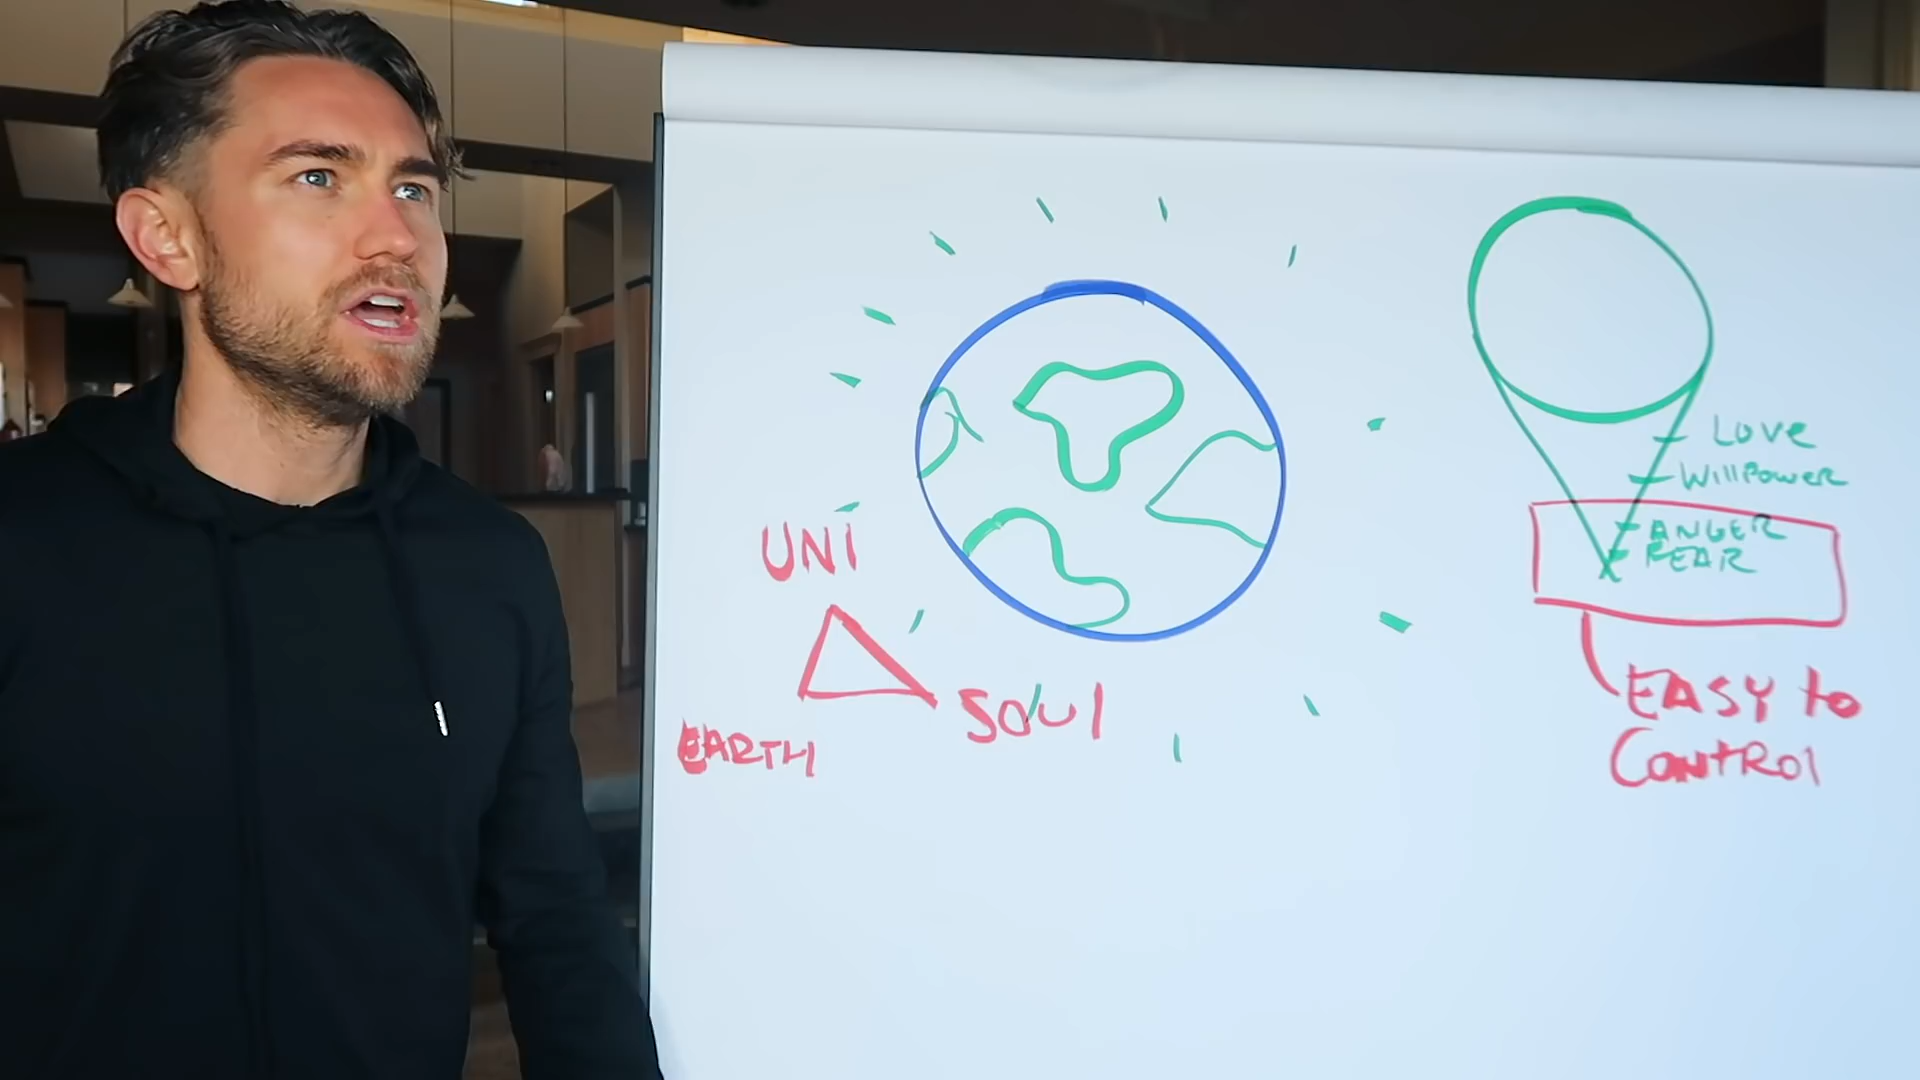 UNI
EARTH
SOUl
Love
WillPower
ANGER
FEAR
EASY to
CONtROl